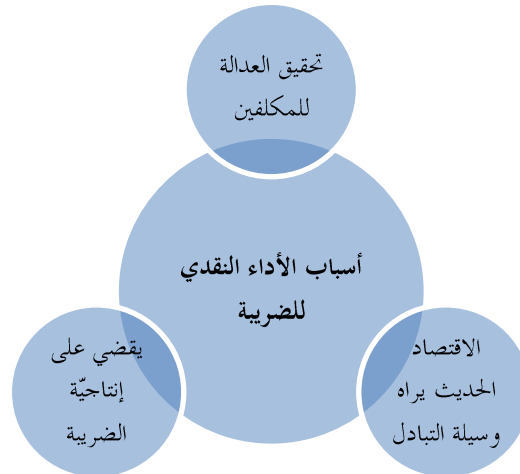 تحقيق العدالة
للمكلفين
أسباب الأداء النقدي
للضريبة
الاقتصاد
الحديث يراه
وسيلة التبادل
يقضي على
إنتاجيّة
الضريبة